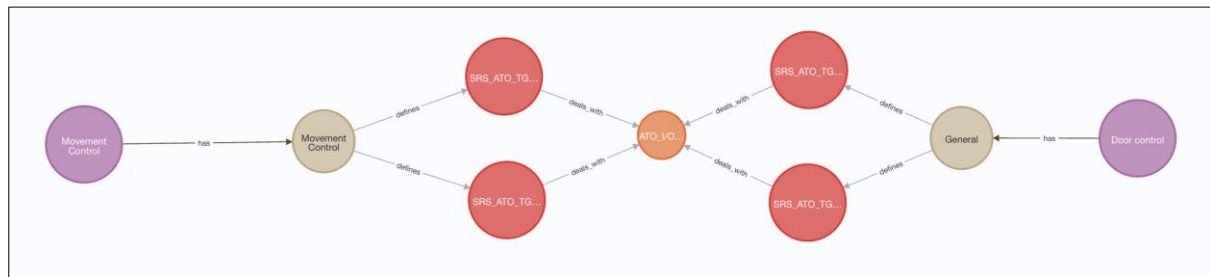 Movement
Control
has
Movement
Control
defines
defines
SRS_ATO_TG...
SRS_ATO_TG...
deals_with
deals_with
ATO_I/O...
deals_with
deals_with
SRS_ATO_TG...
SRS_ATO_TG...
defines
defines
General
has
Door control